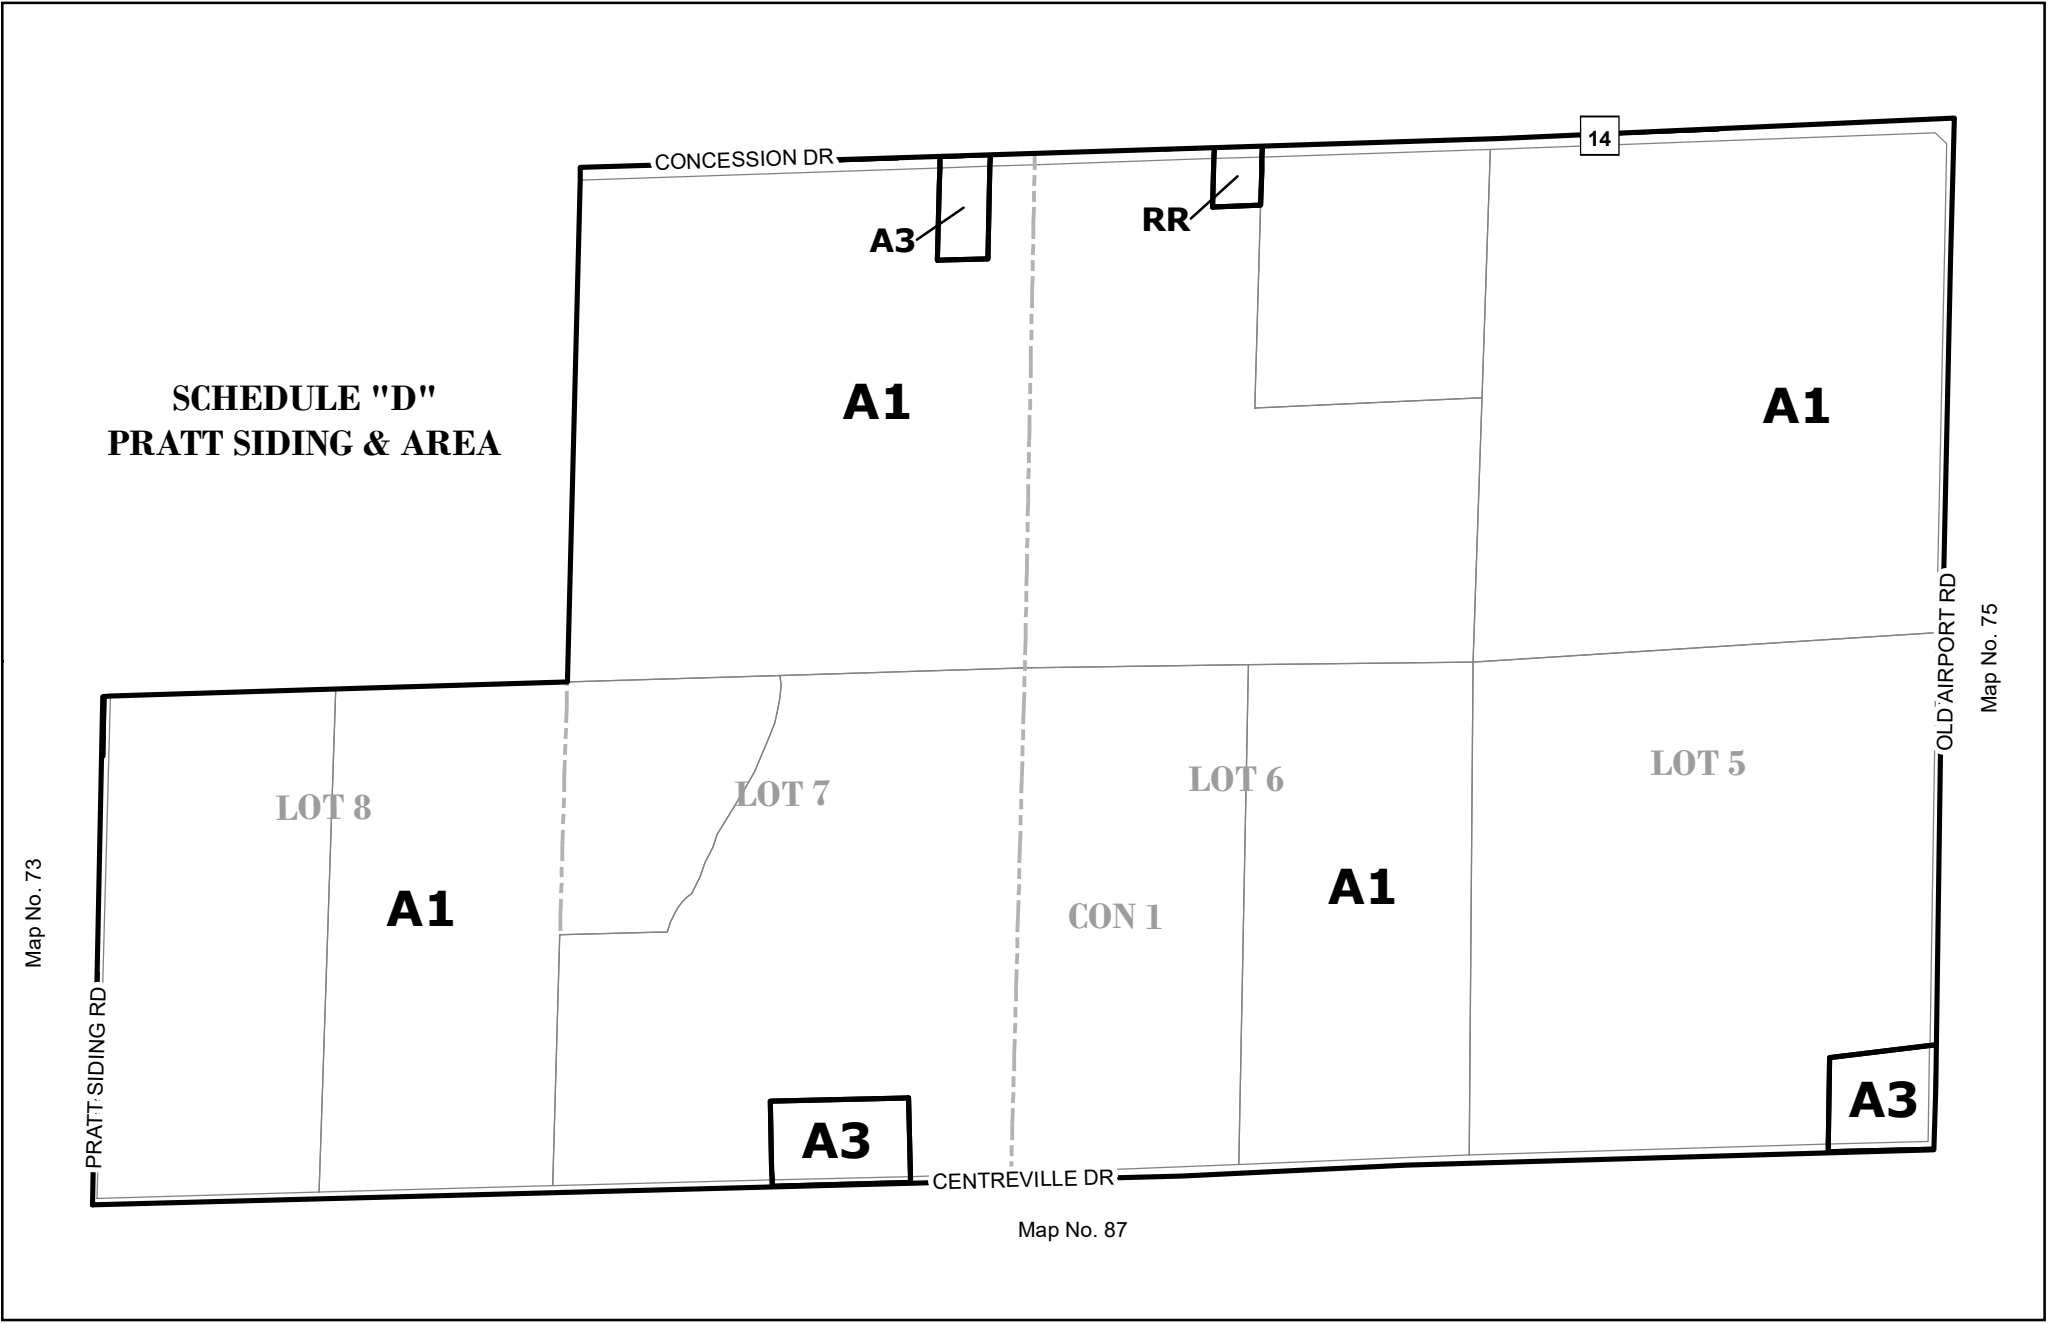 14
CONCESSION DR
A3
RR
SCHEDULE "D"
PRATT SIDING & AREA
A1
A1
OLD AIRPORT RD
Map No. 75
LOT 8
LOT 7
LOT 6
LOT 5
Map No. 73
A1
CON 1
A1
PRATT SIDING RD
A3
A3
CENTREVILLE DR
Map No. 87